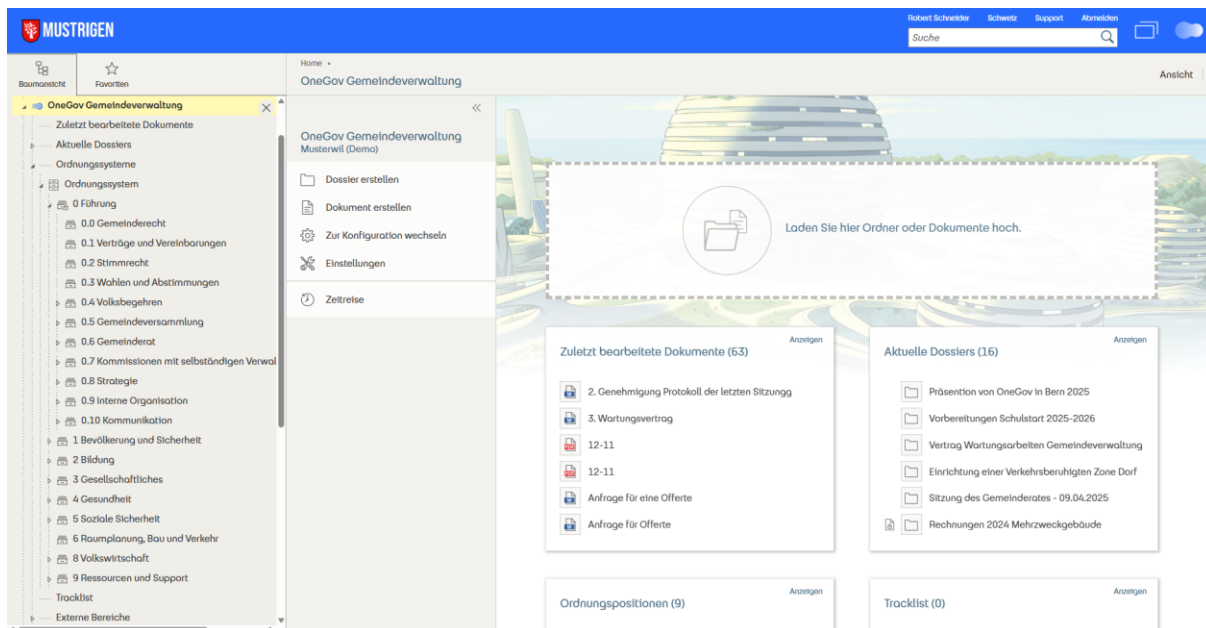 MUSTRIGEN
Robert Schneider Schweiz Support Abmelden
Suche
Baumansicht Favoriten
Home
OneGov Gemeindeverwaltung
Ansicht
OneGov Gemeindeverwaltung
Zuletzt bearbeitete Dokumente
Aktuelle Dossiers
Ordnungssysteme
Ordnungssystem
0 Führung
0.0 Gemeinderecht
0.1 Verträge und Vereinbarungen
0.2 Stimmrecht
0.3 Wahlen und Abstimmungen
0.4 Volksbegehren
0.5 Gemeindeversammlung
0.6 Gemeinderat
0.7 Kommissionen mit selbständigen Verwal
0.8 Strategie
0.9 Interne Organisation
0.10 Kommunikation
1 Bevölkerung und Sicherheit
2 Bildung
3 Gesellschaftliches
4 Gesundheit
5 Soziale Sicherheit
6 Raumplanung, Bau und Verkehr
8 Volkswirtschaft
9 Ressourcen und Support
Tracklist
Externe Bereiche
OneGov Gemeindeverwaltung
Musterwil (Demo)
Dossier erstellen
Dokument erstellen
Zur Konfiguration wechseln
Einstellungen
Zeitreise
Laden Sie hier Ordner oder Dokumente hoch.
Anzeigen
Zuletzt bearbeitete Dokumente (63)
2. Genehmigung Protokoll der letzten Sitzungg
3. Wartungsvertrag
12-11
12-11
Anfrage für eine Offerte
Anfrage für Offerte
Anzeigen
Aktuelle Dossiers (16)
Präsention von OneGov in Bern 2025
Vorbereitungen Schulstart 2025-2026
Vertrag Wartungsarbeiten Gemeindeverwaltung
Einrichtung einer Verkehrsberuhigten Zone Dorf
Sitzung des Gemeinderates - 09.04.2025
Rechnungen 2024 Mehrzweckgebäude
Anzeigen
Ordnungspositionen (9)
Anzeigen
Tracklist (0)